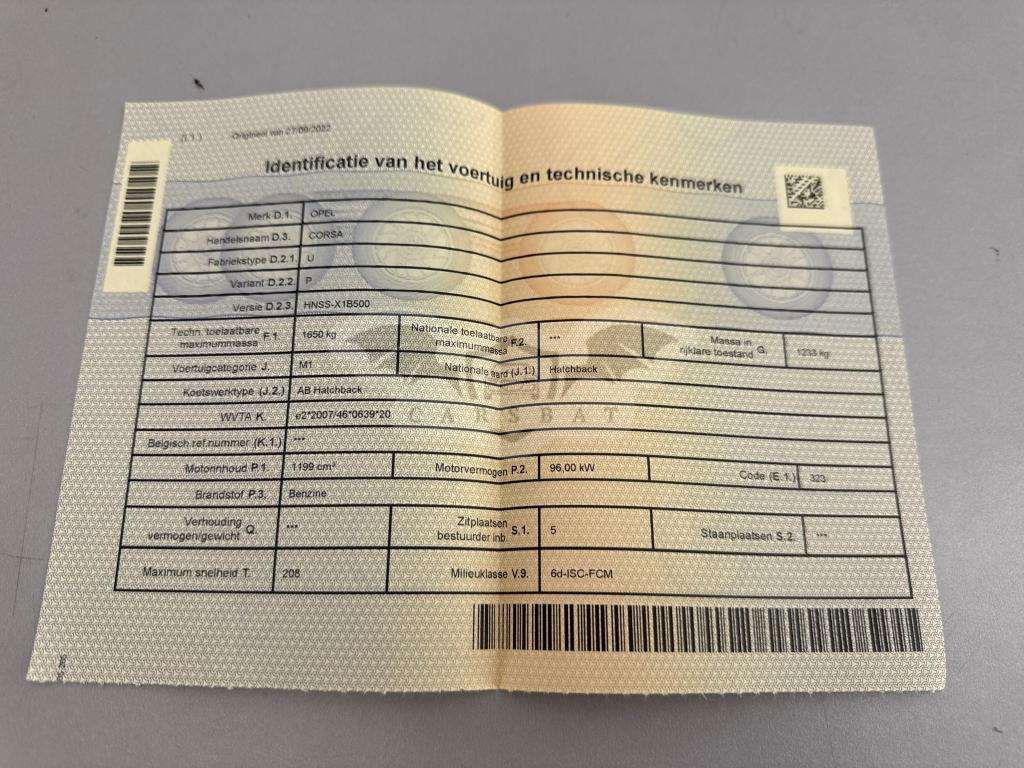 (I.1.) Origineel van 27/09/2022
Identificatie van het voertuig en technische kenmerken
Merk D.1. OPEL
Handelsnaam D.3. CORSA
Fabriekstype D.2.1. U
Variant D.2.2. P
Versie D.2.3. HNSS-X1B500
Techn. toelaatbare maximummassa F.1. 1650 kg Nationale toelaatbare maximummassa F.2. *** Massa in rijklare toestand G. 1233 kg
Voertuigcategorie J. M1 Nationale aard (J.1.) Hatchback
Koetswerktype (J.2.) AB Hatchback
WVTA K. e2*2007/46*0639*20
CARSBAT
Belgisch ref.nummer (K.1.) ***
Motorinhoud P.1. 1199 cm³ Motorvermogen P.2. 96,00 kW Code (E.1.) 323
Brandstof P.3. Benzine
Verhouding vermogen/gewicht Q. *** Zitplaatsen bestuurder inb. S.1. 5 Staanplaatsen S.2. ***
Maximum snelheid T. 208 Milieuklasse V.9. 6d-ISC-FCM